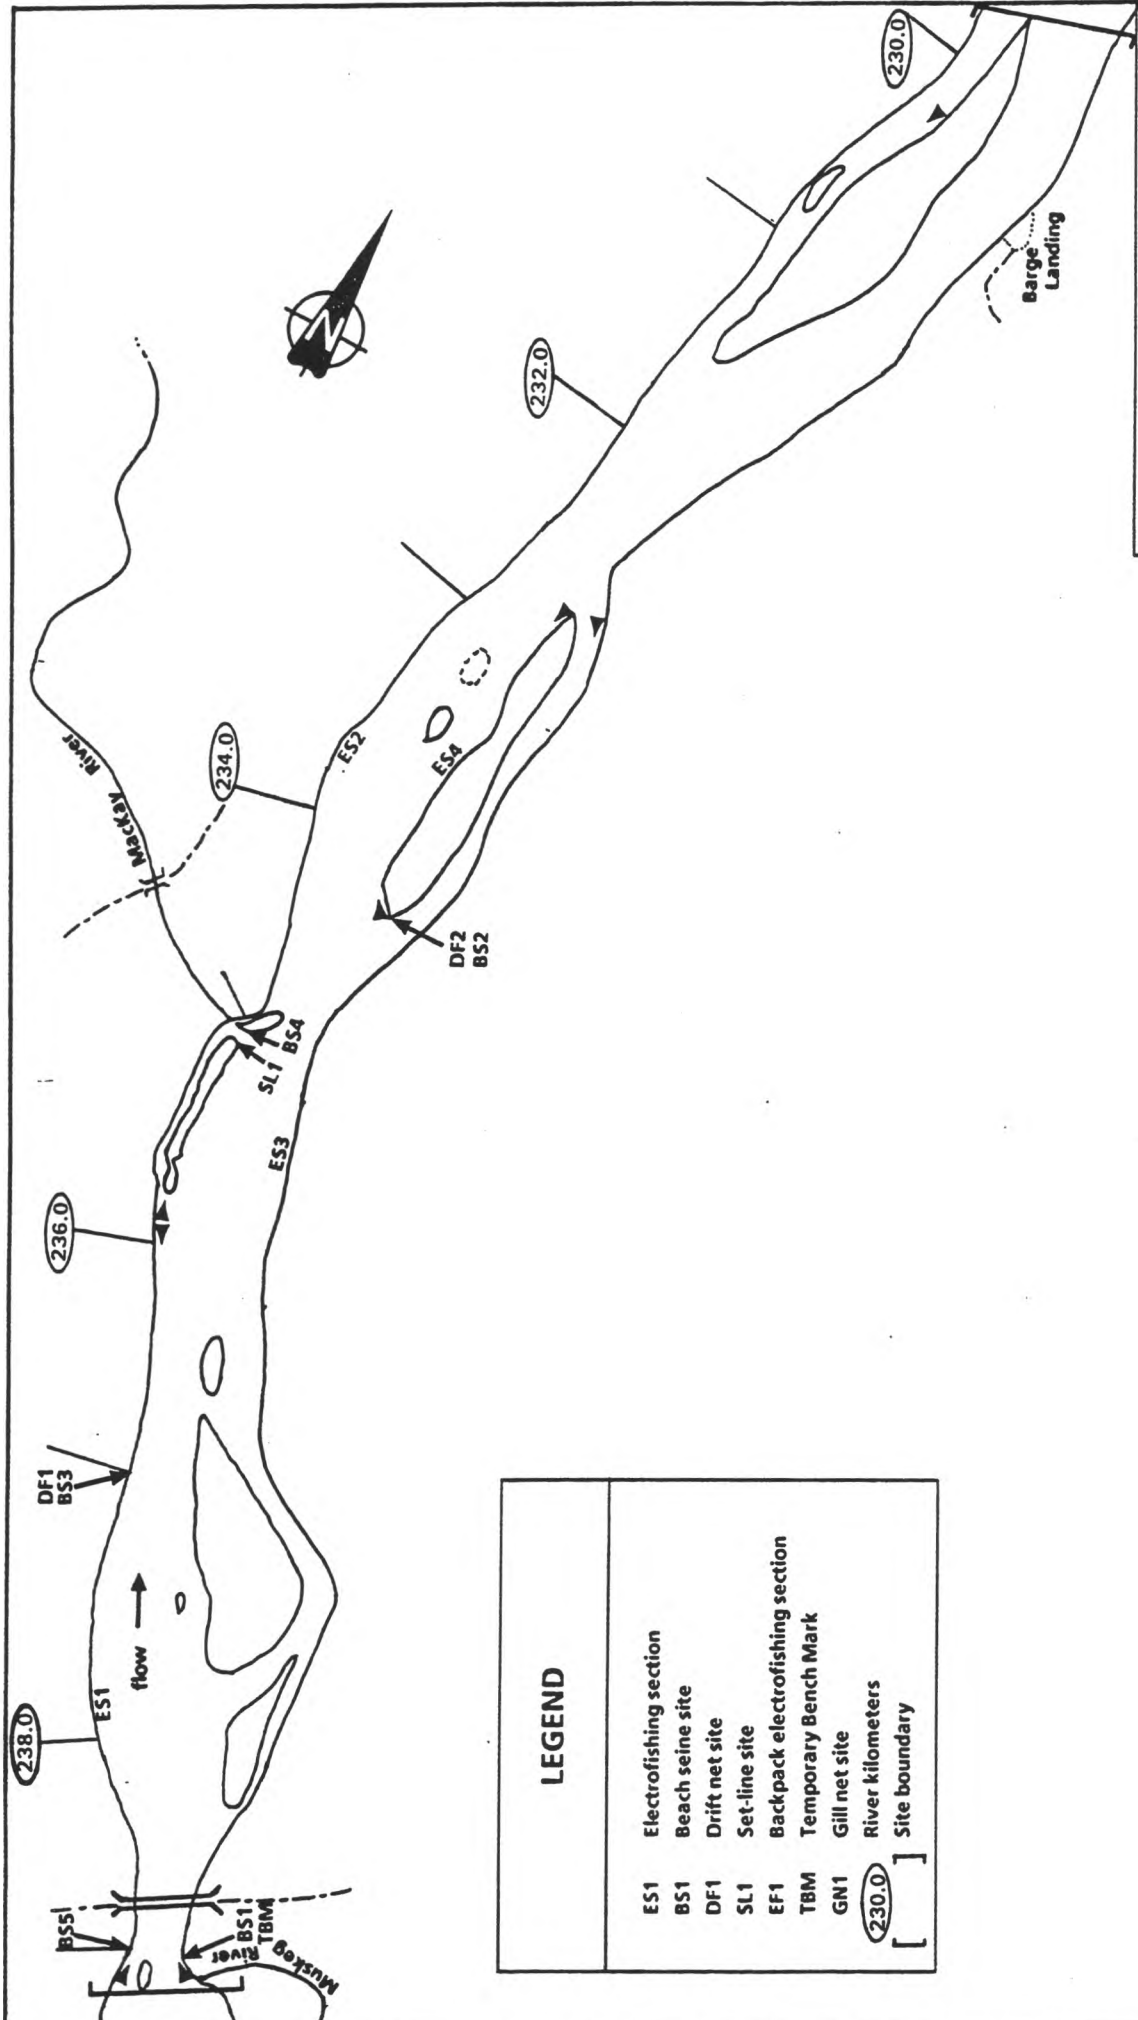 238.0
236.0
234.0
232.0
230.0
BS5
BS1
TBM
Muskeg
River
ES1
flow
DF1
BS3
ES3
SL1
BS4
MacKay
River
DF2
BS2
ES2
ES4
N
Barge
Landing
LEGEND
ES1 Electrofishing section
BS1 Beach seine site
DF1 Drift net site
SL1 Set-line site
EF1 Backpack electrofishing section
TBM Temporary Bench Mark
GN1 Gill net site
230.0 River kilometers
[ ] Site boundary